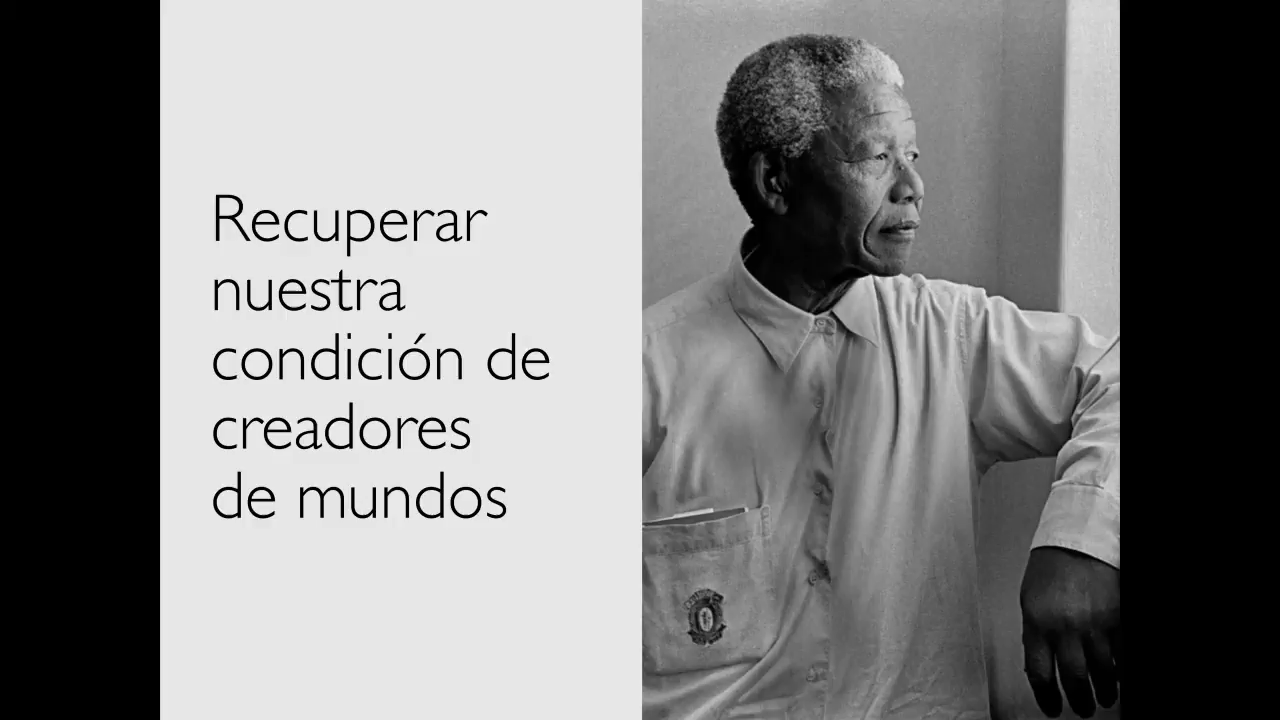 Recuperar
nuestra
condición de
creadores
de mundos